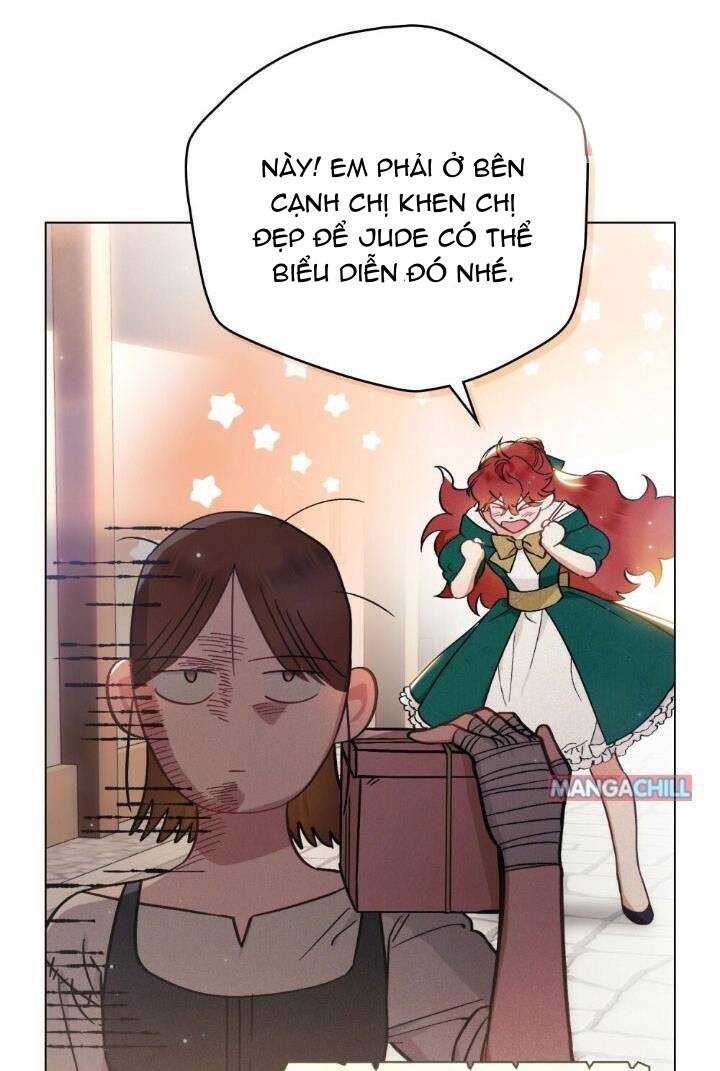 NÀY! EM PHẢI Ở BÊN
CẠNH CHỊ KHEN CHỊ
ĐẸP ĐỂ JUDE CÓ THỂ
BIỂU DIỄN ĐÓ NHÉ.
MANGACHILL